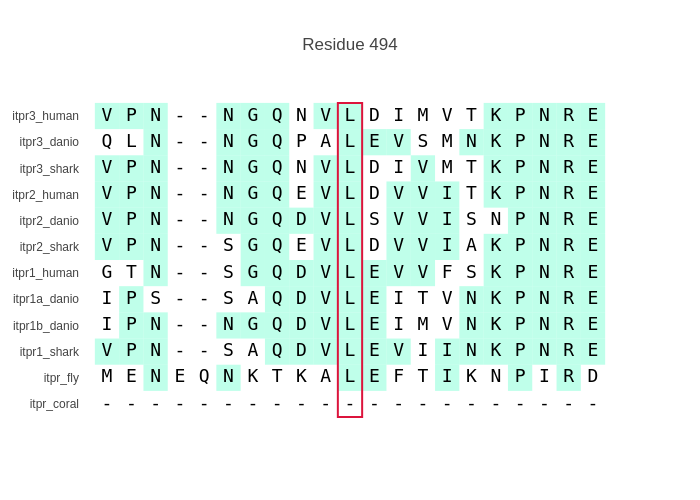 Residue 494
itpr3_human V P N - - N G Q N V L D I M V T K P N R E
itpr3_danio Q L N - - N G Q P A L E V S M N K P N R E
itpr3_shark V P N - - N G Q N V L D I V M T K P N R E
itpr2_human V P N - - N G Q E V L D V V I T K P N R E
itpr2_danio V P N - - N G Q D V L S V V I S N P N R E
itpr2_shark V P N - - S G Q E V L D V V I A K P N R E
itpr1_human G T N - - S G Q D V L E V V F S K P N R E
itpr1a_danio I P S - - S A Q D V L E I T V N K P N R E
itpr1b_danio I P N - - N G Q D V L E I M V N K P N R E
itpr1_shark V P N - - S A Q D V L E V I I N K P N R E
itpr_fly M E N E Q N K T K A L E F T I K N P I R D
itpr_coral - - - - - - - - - - - - - - - - - - - - -